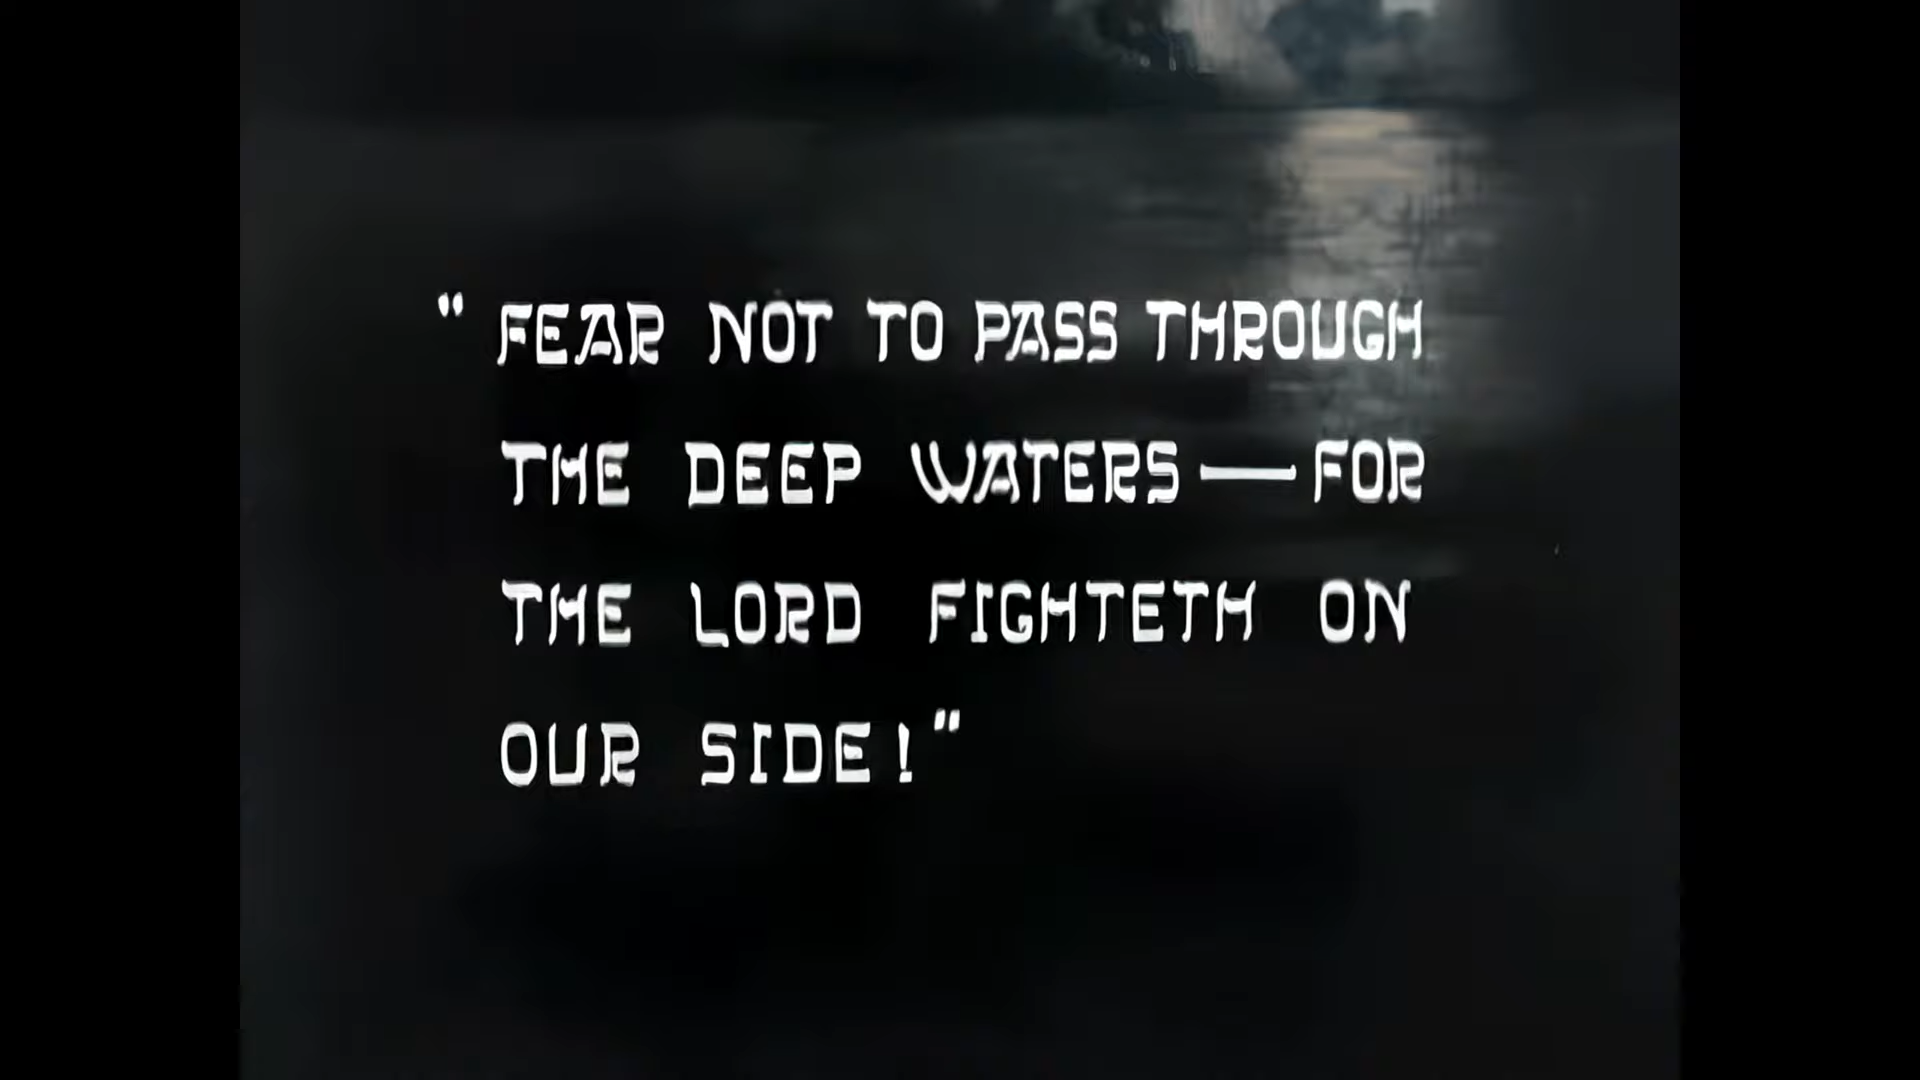 "FEAR NOT TO PASS THROUGH
THE DEEP WATERS — FOR
THE LORD FIGHTETH ON
OUR SIDE!"